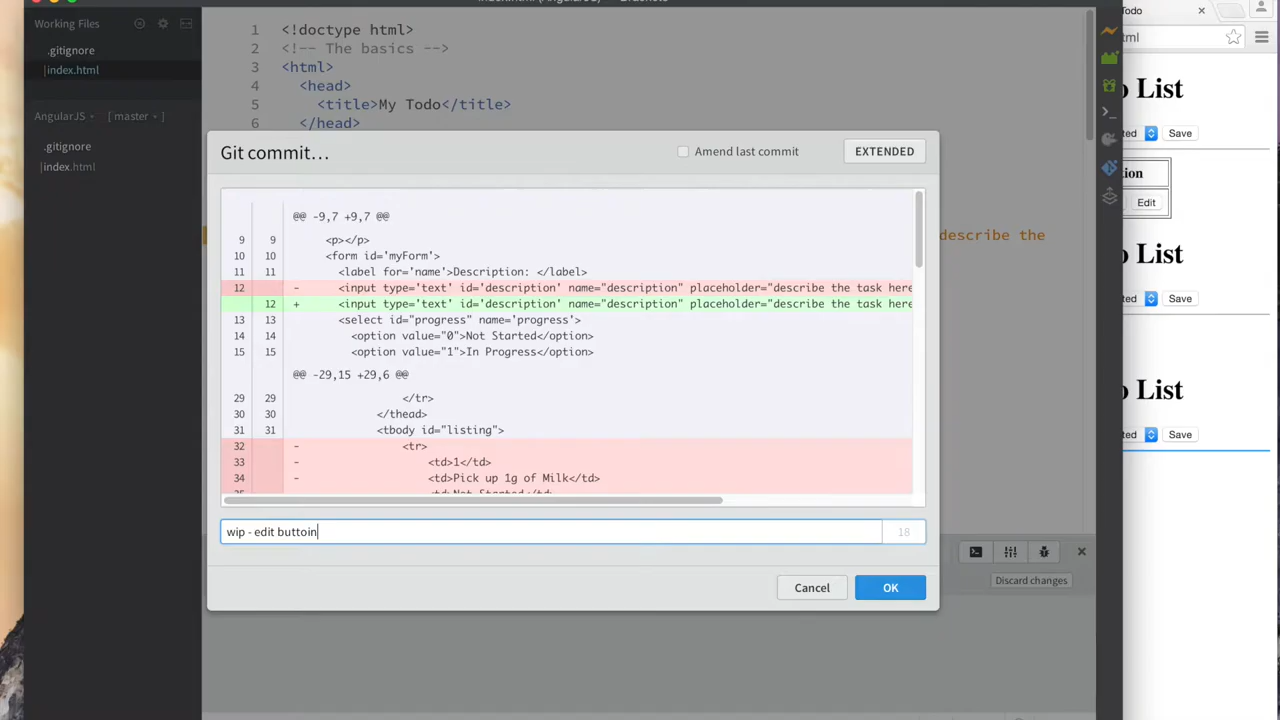 Working Files
.gitignore
index.html
AngularJS
[ master ]
.gitignore
index.html
1 <!doctype html>
2 <!-- The basics -->
3 <html>
4 <head>
5 <title>My Todo</title>
6 </head>
describe the
Git commit…
Amend last commit
EXTENDED
@@ -9,7 +9,7 @@
9 9 <p></p>
10 10 <form id='myForm'>
11 11 <label for='name'>Description: </label>
12 - <input type='text' id='description' name="description" placeholder="describe the task here
12 + <input type='text' id='description' name="description" placeholder="describe the task here
13 13 <select id="progress" name='progress'>
14 14 <option value="0">Not Started</option>
15 15 <option value="1">In Progress</option>
@@ -29,15 +29,6 @@
29 29 </tr>
30 30 </thead>
31 31 <tbody id="listing">
32 - <tr>
33 - <td>1</td>
34 - <td>Pick up 1g of Milk</td>
wip - edit buttoin
18
Cancel
OK
Discard changes
Todo
ml
o List
ted
Save
tion
Edit
o List
ted
Save
o List
ted
Save